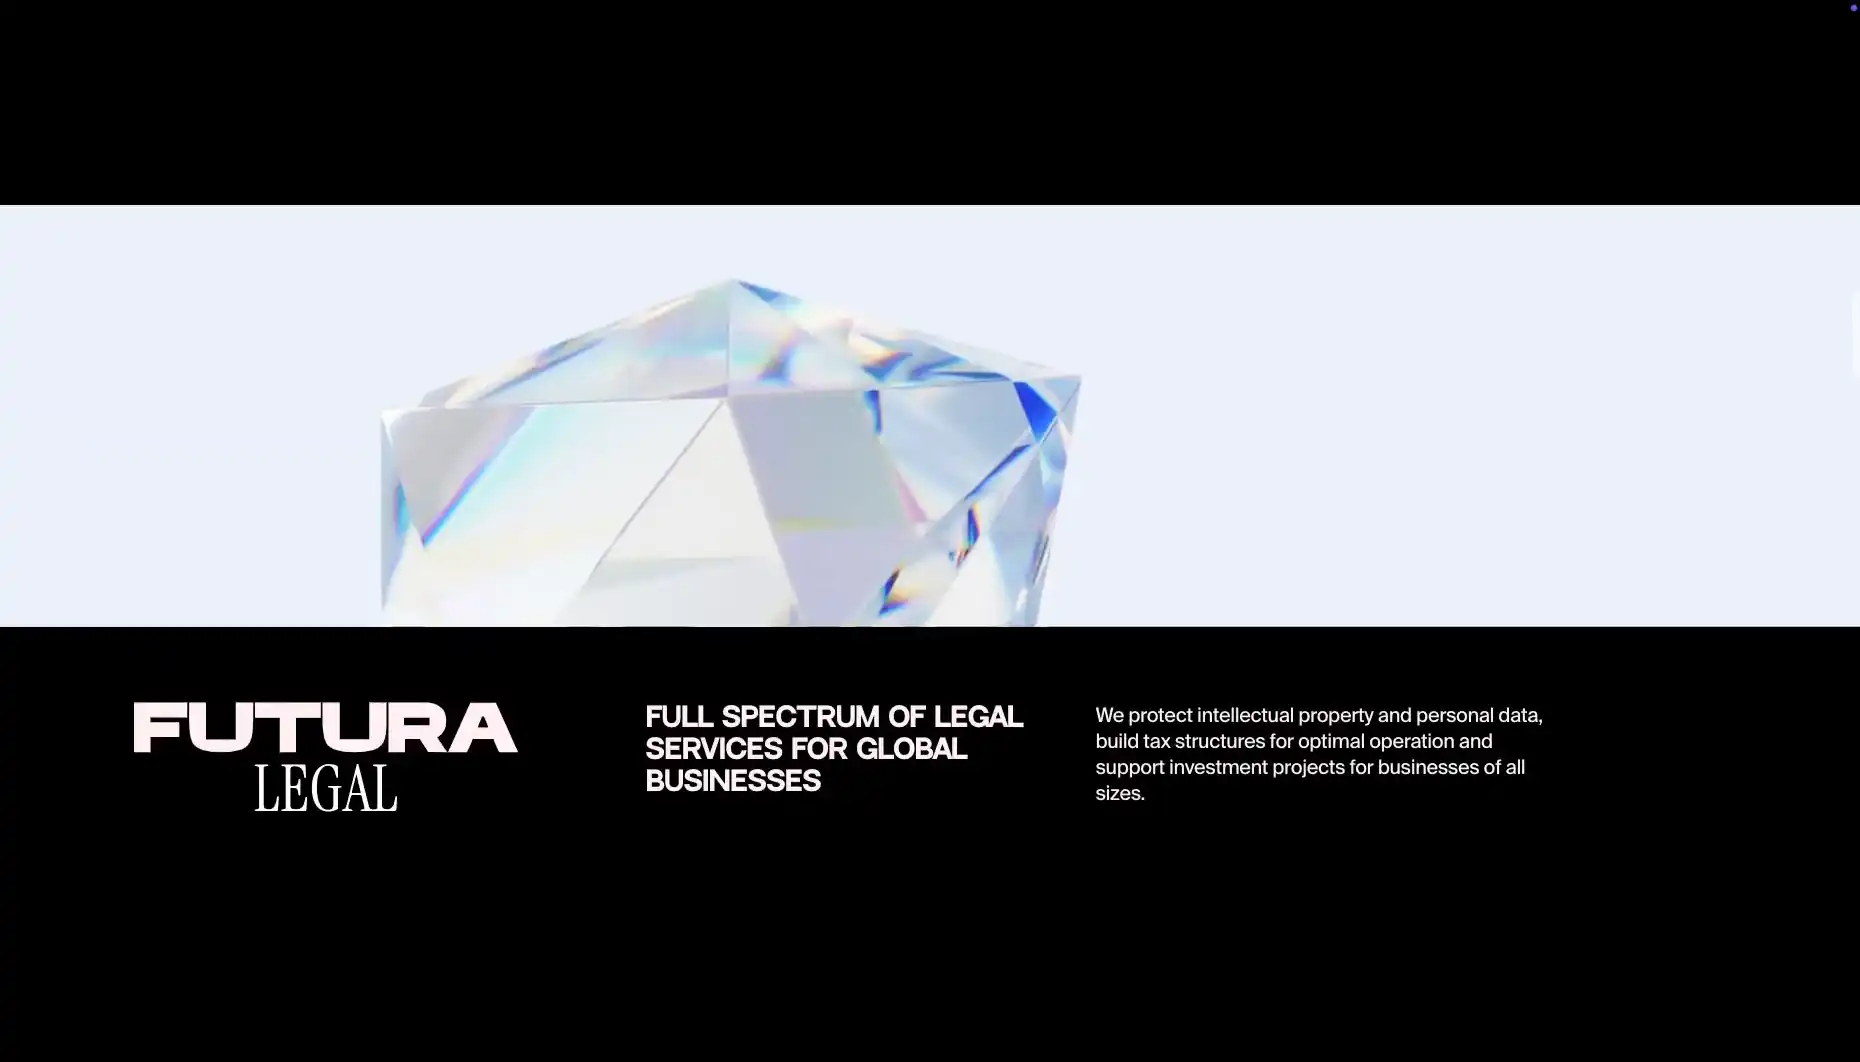 FUTURA
LEGAL
FULL SPECTRUM OF LEGAL
SERVICES FOR GLOBAL
BUSINESSES
We protect intellectual property and personal data,
build tax structures for optimal operation and
support investment projects for businesses of all
sizes.